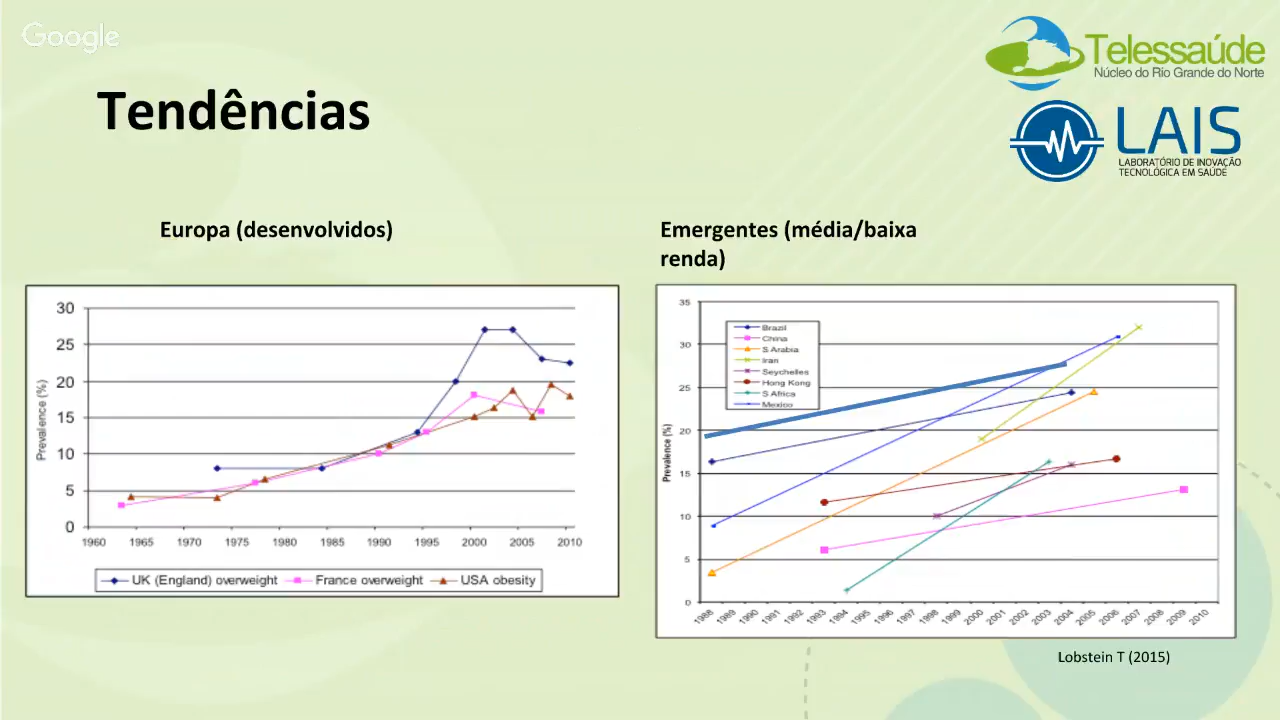 Google
Telessaúde
Núcleo do Rio Grande do Norte
Tendências
LAIS
LABORATÓRIO DE INOVAÇÃO
TECNOLÓGICA EM SAÚDE
Europa (desenvolvidos)
Emergentes (média/baixa
renda)
30
25
20
15
10
5
0
Prevalence (%)
1960 1965 1970 1975 1980 1985 1990 1995 2000 2005 2010
UK (England) overweight France overweight USA obesity
35
30
25
20
15
10
5
0
Prevalence (%)
Brazil
China
S Arabia
Iran
Seychelles
Hong Kong
S Africa
Mexico
1988 1989 1990 1991 1992 1993 1994 1995 1996 1997 1998 1999 2000 2001 2002 2003 2004 2005 2006 2007 2008 2009 2010
Lobstein T (2015)